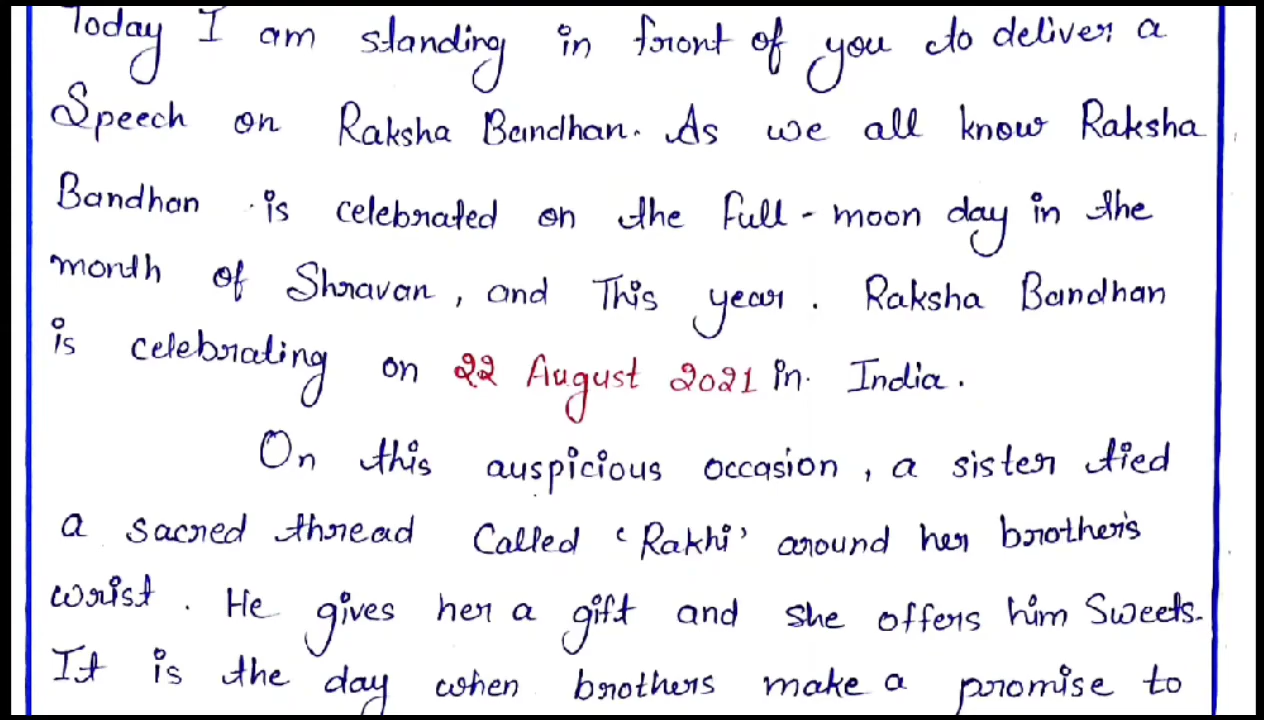 Today I am standing in front of you to deliver a
Speech on Raksha Bandhan. As we all know Raksha
Bandhan is celebrated on the full-moon day in the
month of Shravan, and This year. Raksha Bandhan
is celebrating on 22 August 2021 in. India.
On this auspicious occasion, a sister tied
a sacred thread Called 'Rakhi' around her brother's
wrist. He gives her a gift and she offers him Sweets.
It is the day when brothers make a promise to